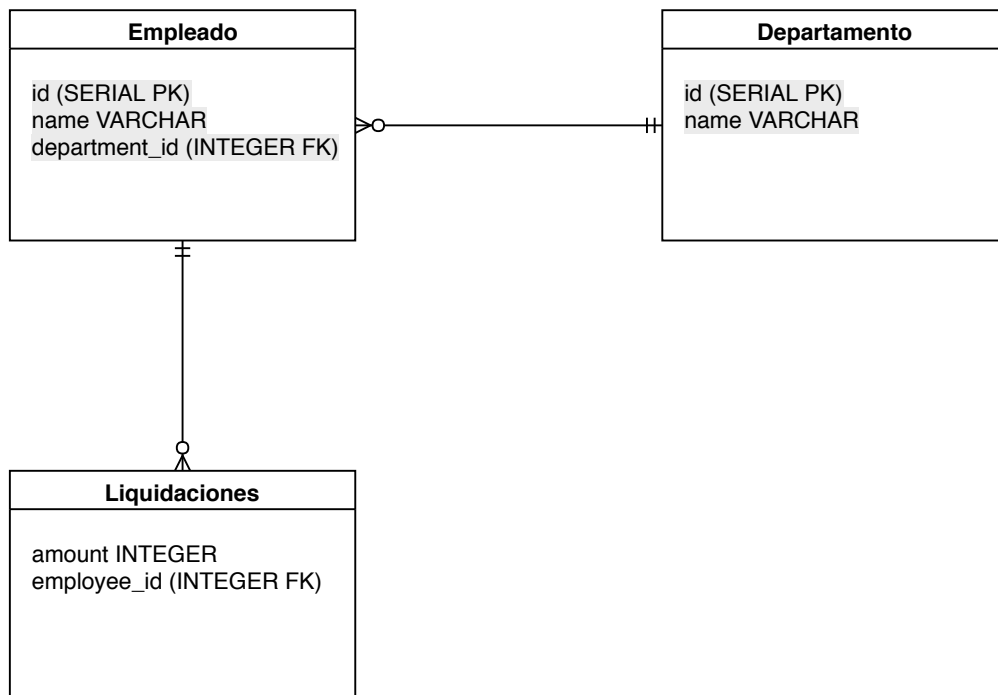 Empleado
id (SERIAL PK)
name VARCHAR
department_id (INTEGER FK)
Departamento
id (SERIAL PK)
name VARCHAR
Liquidaciones
amount INTEGER
employee_id (INTEGER FK)